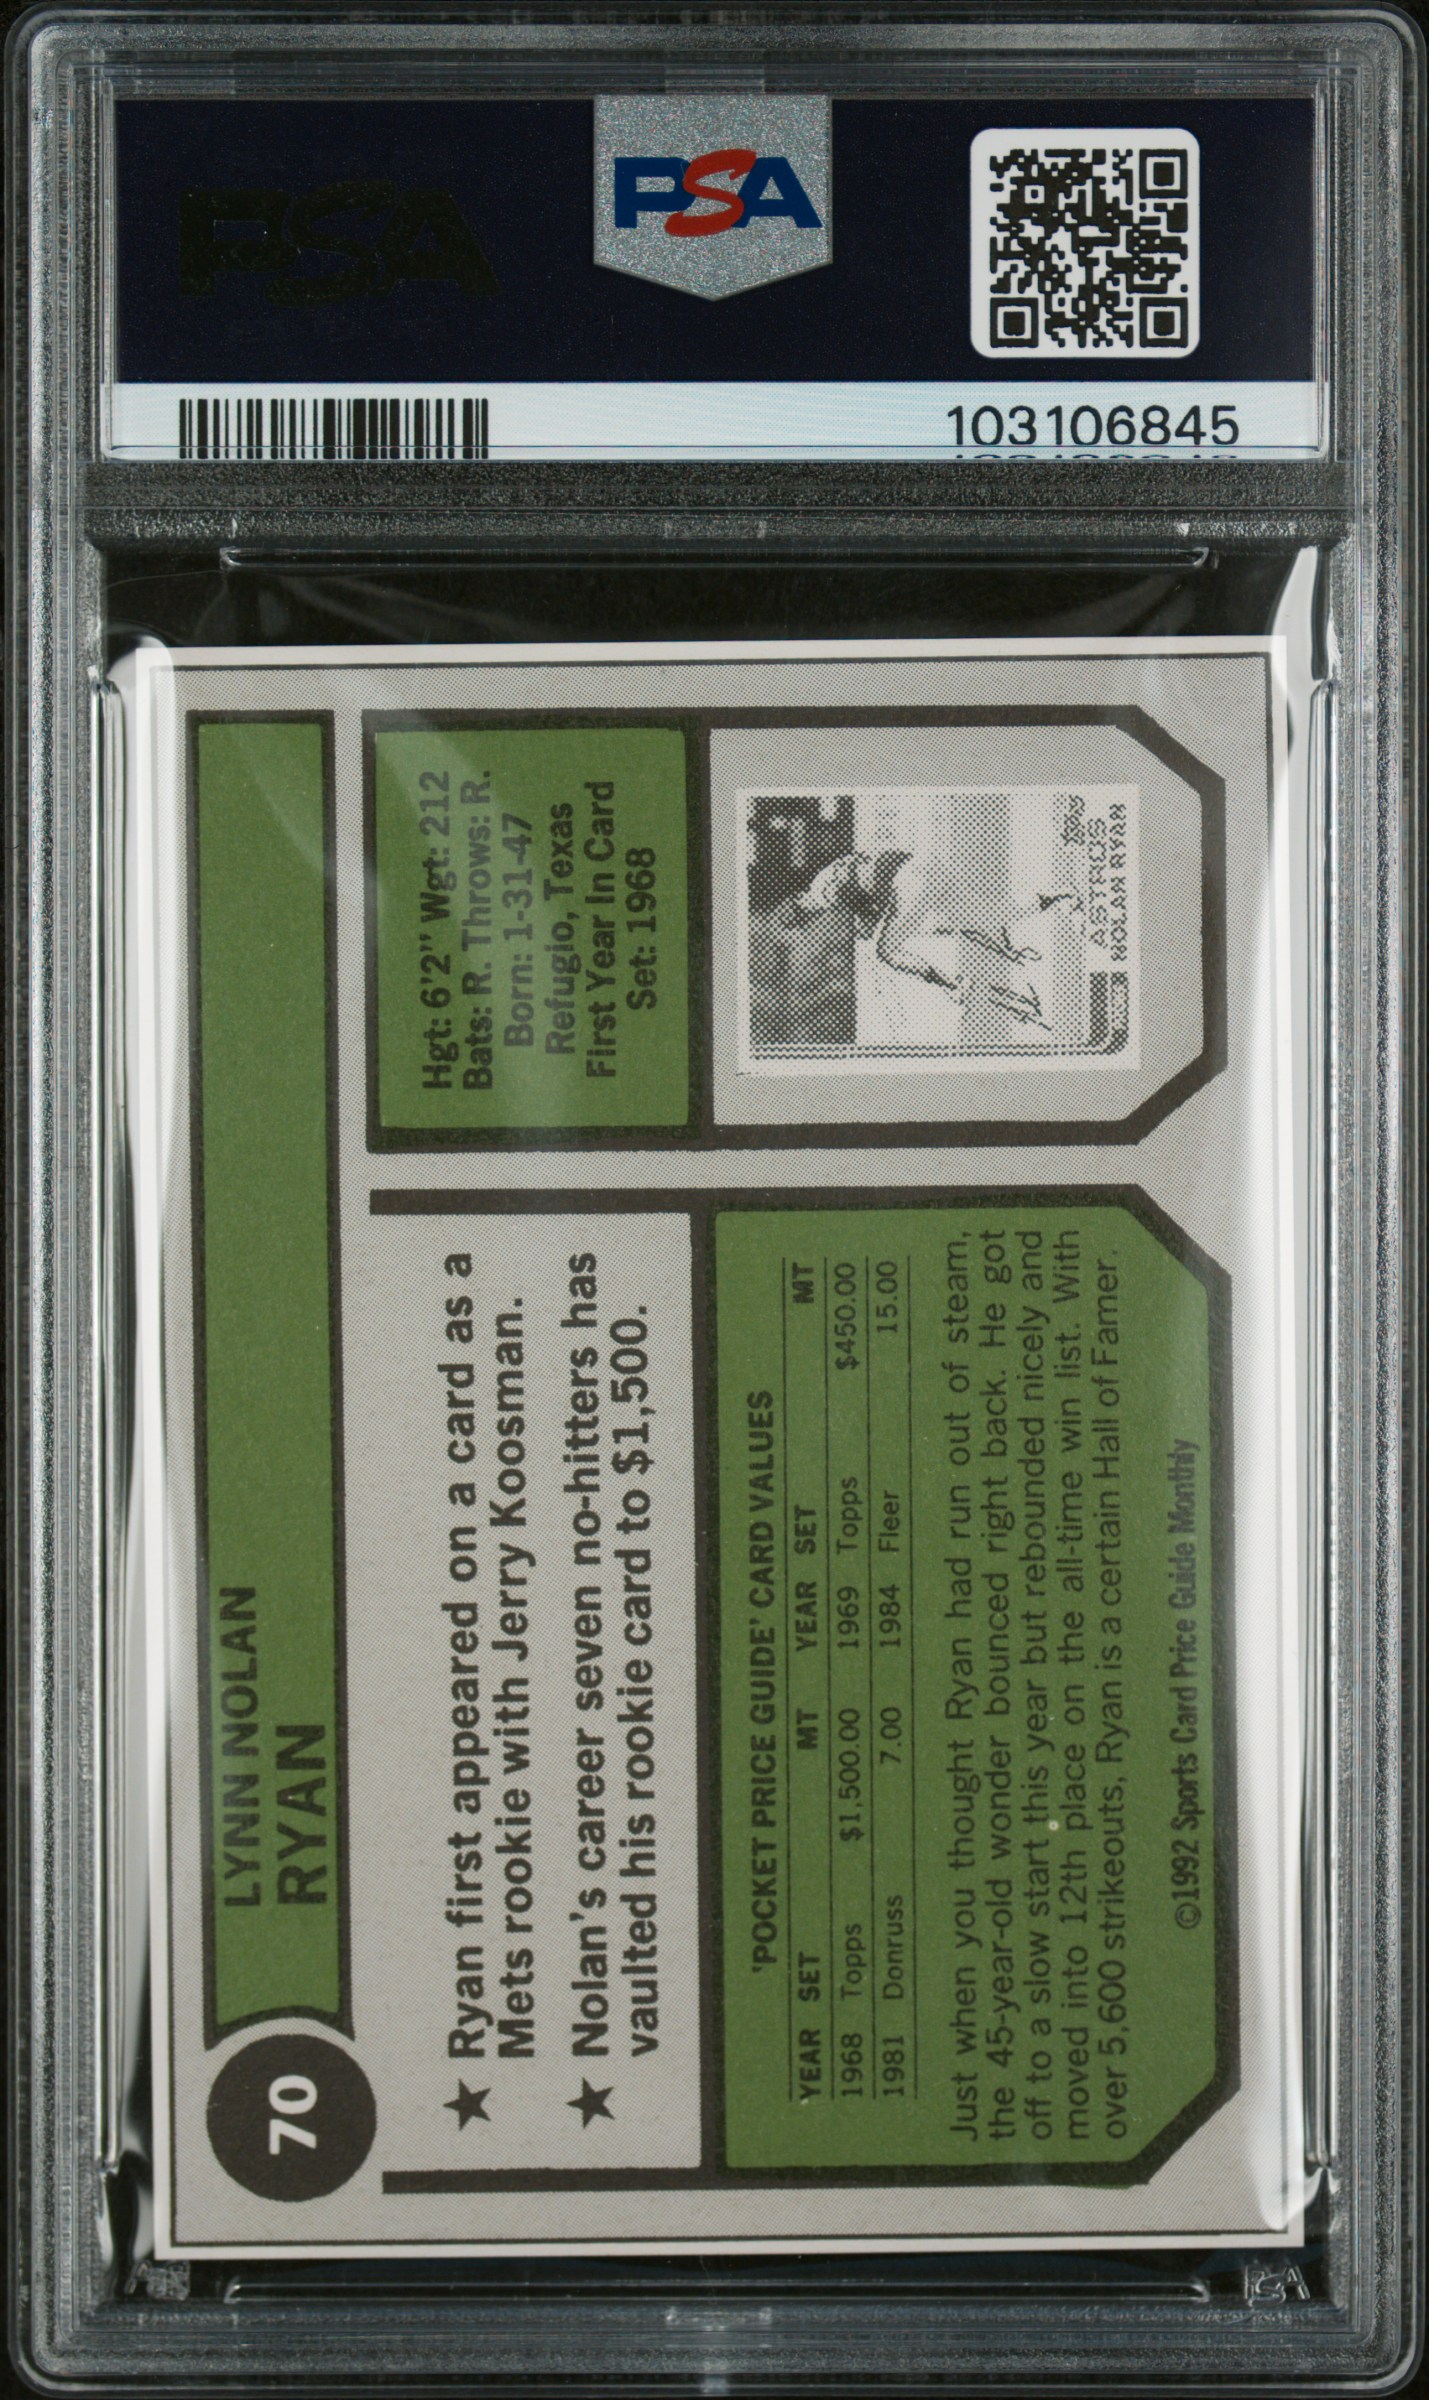 PSA
PSA
103106845
70
LYNN NOLAN
RYAN
★ Ryan first appeared on a card as a
Mets rookie with Jerry Koosman.
★ Nolan's career seven no-hitters has
vaulted his rookie card to $1,500.
Hgt: 6'2" Wgt: 212
Bats: R. Throws: R.
Born: 1-31-47
Refugio, Texas
First Year In Card
Set: 1968
'POCKET PRICE GUIDE' CARD VALUES
YEAR SET MT YEAR SET MT
1968 Topps $1,500.00 1969 Topps $450.00
1981 Donruss 7.00 1984 Fleer 15.00
Just when you thought Ryan had run out of steam,
the 45-year-old wonder bounced right back. He got
off to a slow start this year but rebounded nicely and
moved into 12th place on the all-time win list. With
over 5,600 strikeouts, Ryan is a certain Hall of Famer.
©1992 Sports Card Price Guide Monthly
Topps
ASTROS
NOLAN RYAN
PSA